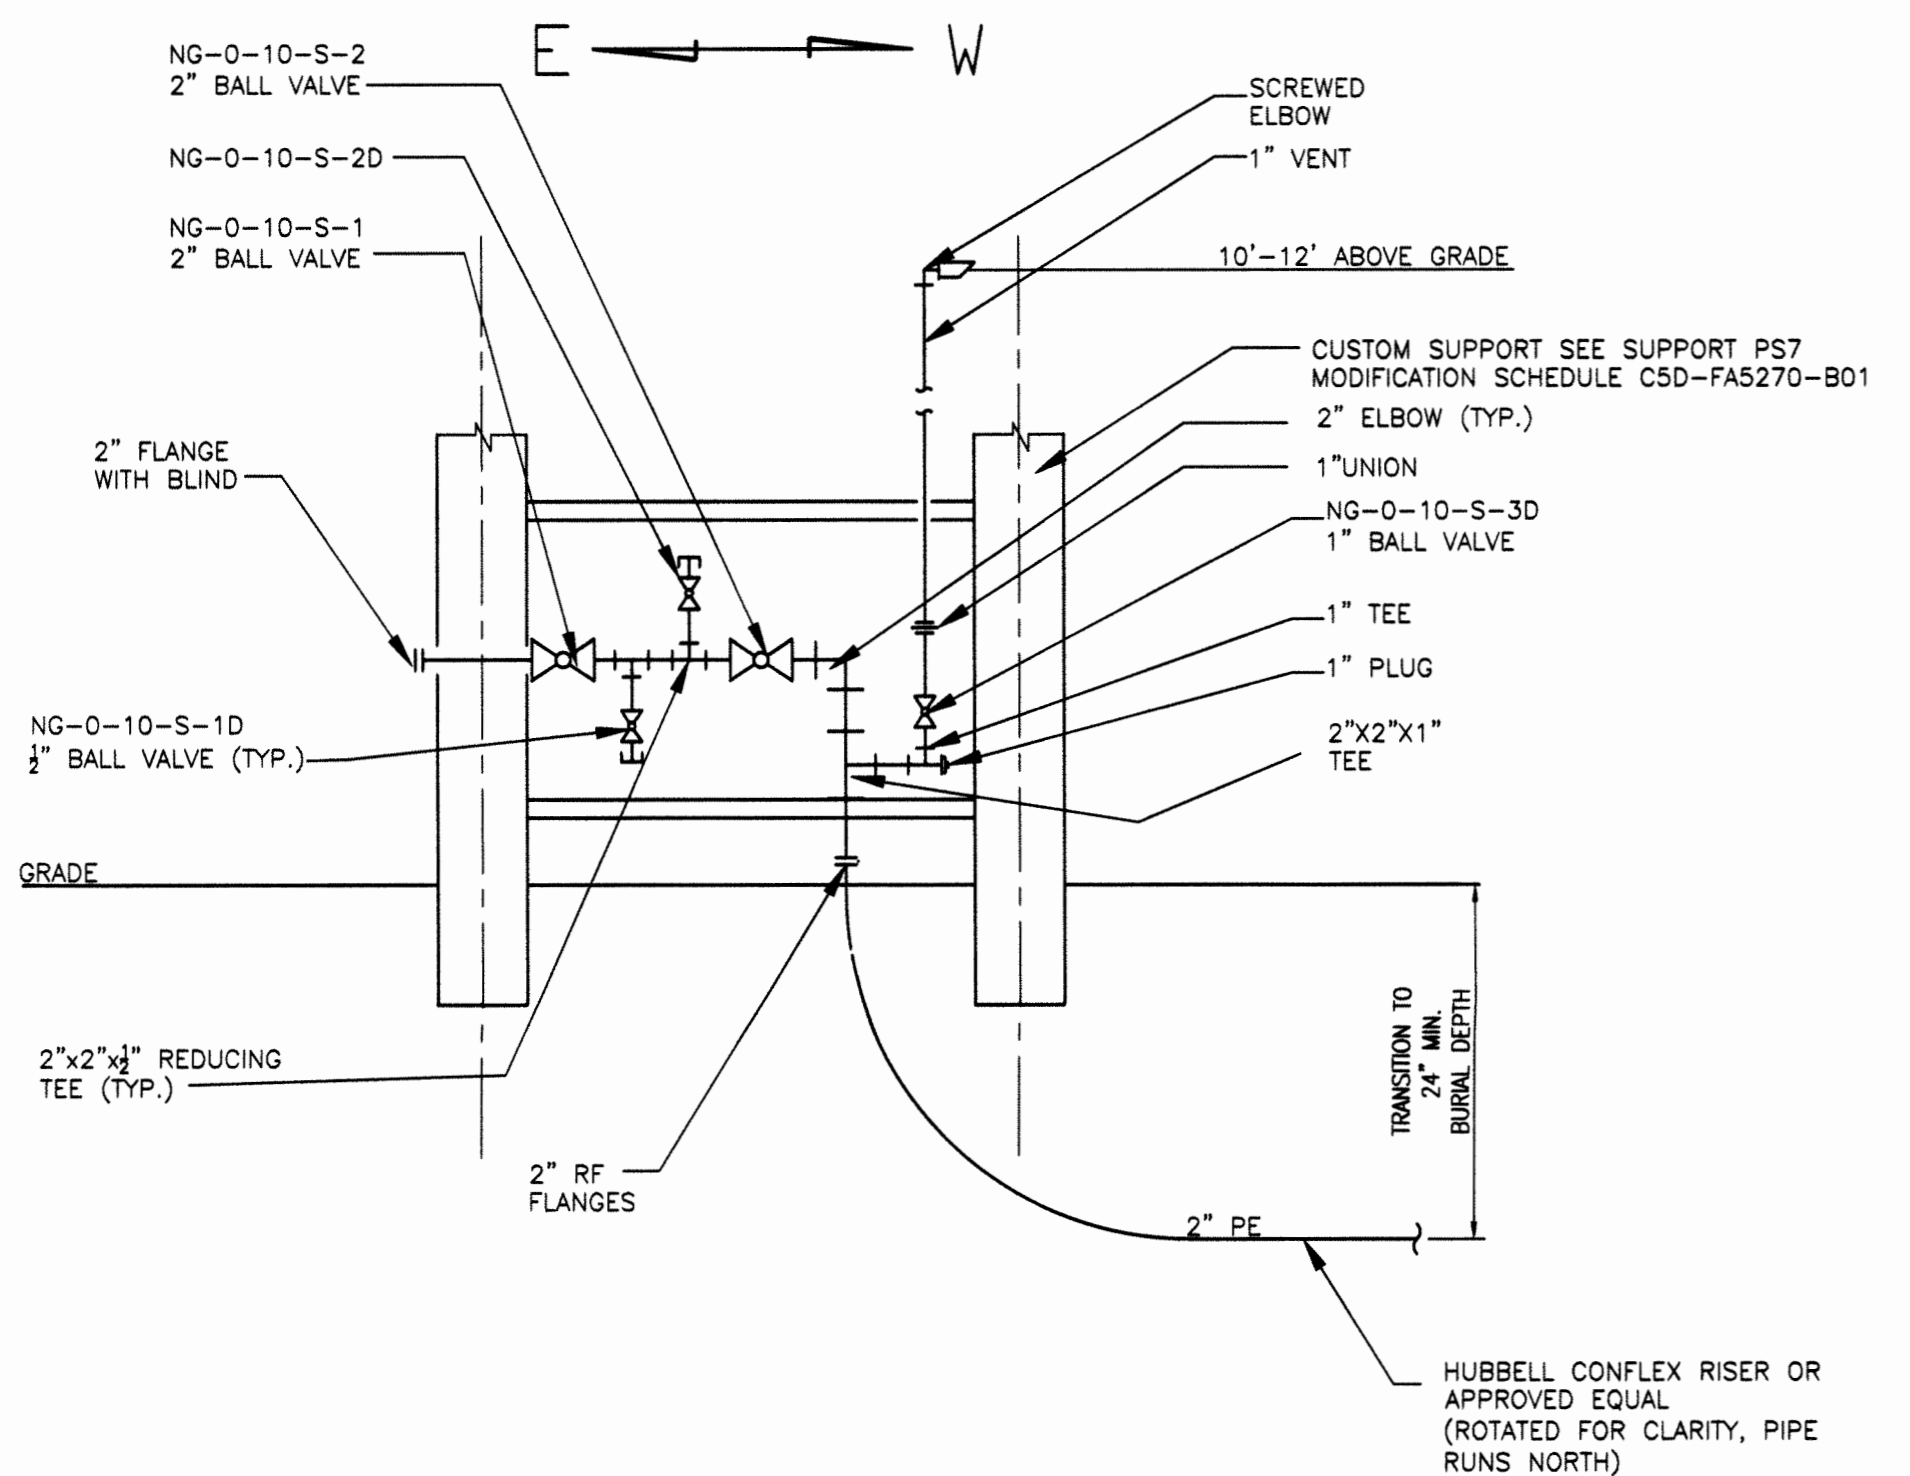 E
W
NG-0-10-S-2
2" BALL VALVE
NG-0-10-S-2D
NG-0-10-S-1
2" BALL VALVE
SCREWED
ELBOW
1" VENT
10'-12' ABOVE GRADE
CUSTOM SUPPORT SEE SUPPORT PS7
MODIFICATION SCHEDULE C5D-FA5270-B01
2" ELBOW (TYP.)
1"UNION
NG-0-10-S-3D
1" BALL VALVE
1" TEE
1" PLUG
2"X2"X1"
TEE
2" FLANGE
WITH BLIND
NG-0-10-S-1D
½" BALL VALVE (TYP.)
GRADE
2"x2"x½" REDUCING
TEE (TYP.)
2" RF
FLANGES
TRANSITION TO
24" MIN.
BURIAL DEPTH
2" PE
HUBBELL CONFLEX RISER OR
APPROVED EQUAL
(ROTATED FOR CLARITY, PIPE
RUNS NORTH)